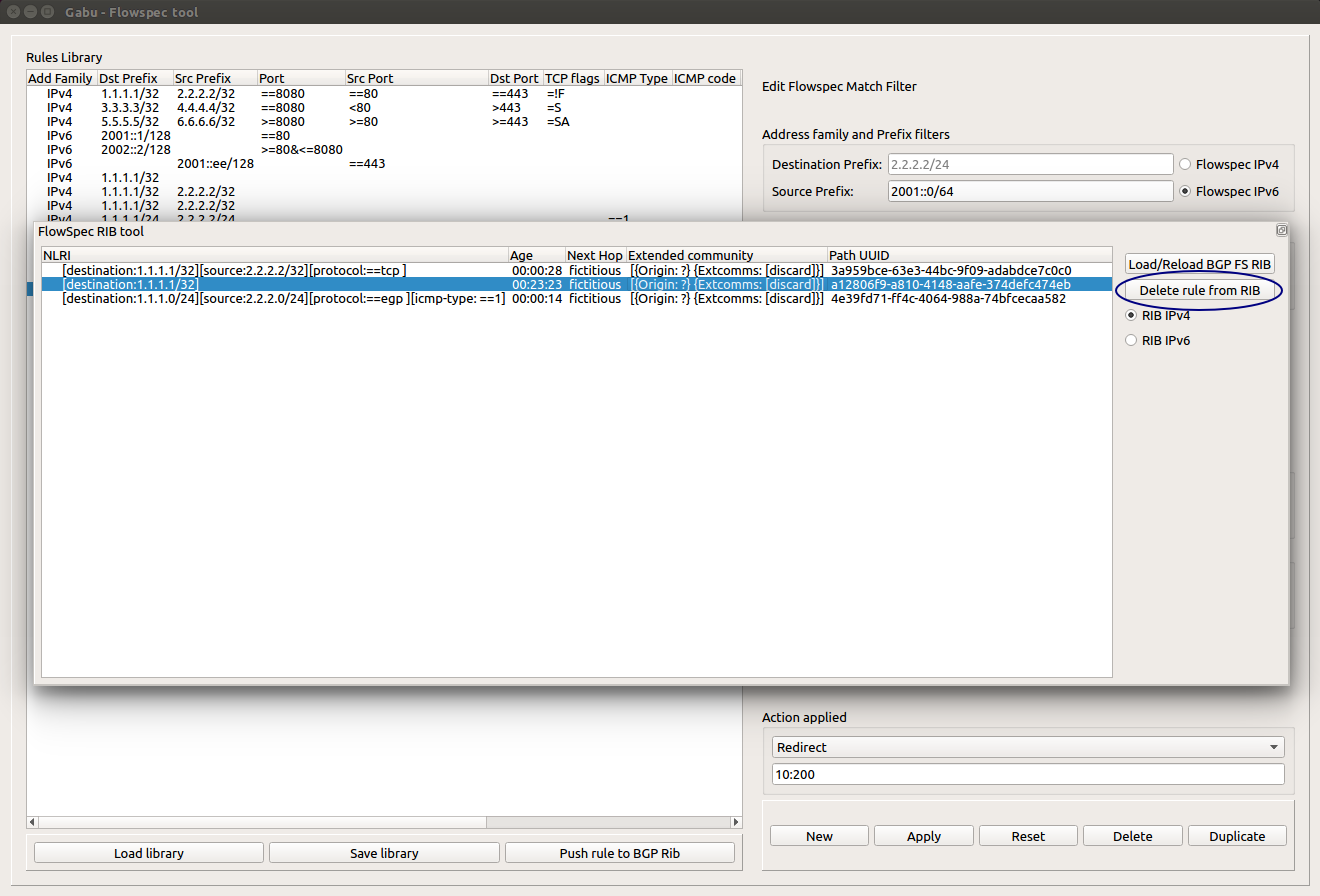 Gabu - Flowspec tool
Rules Library
Add Family Dst Prefix Src Prefix Port Src Port Dst Port TCP flags ICMP Type ICMP code
IPv4 1.1.1.1/32 2.2.2.2/32 ==8080 ==80 ==443 =!F
IPv4 3.3.3.3/32 4.4.4.4/32 ==8080 <80 >443 =S
IPv4 5.5.5.5/32 6.6.6.6/32 >=8080 >=80 >=443 =SA
IPv6 2001::1/128 ==80
IPv6 2002::2/128 >=80&<=8080
IPv6 2001::ee/128 ==443
IPv4 1.1.1.1/32
IPv4 1.1.1.1/32 2.2.2.2/32
IPv4 1.1.1.1/32 2.2.2.2/32
IPv4 1.1.1.1/24 2.2.2.2/24 ==1
Edit Flowspec Match Filter
Address family and Prefix filters
Destination Prefix: 2.2.2.2/24 Flowspec IPv4
Source Prefix: 2001::0/64 Flowspec IPv6
FlowSpec RIB tool
NLRI Age Next Hop Extended community Path UUID
[destination:1.1.1.1/32][source:2.2.2.2/32][protocol:==tcp ] 00:00:28 fictitious [{Origin: ?} {Extcomms: [discard]}] 3a959bce-63e3-44bc-9f09-adabdce7c0c0
[destination:1.1.1.1/32] 00:23:23 fictitious [{Origin: ?} {Extcomms: [discard]}] a12806f9-a810-4148-aafe-374defc474eb
[destination:1.1.1.0/24][source:2.2.2.0/24][protocol:==egp ][icmp-type: ==1] 00:00:14 fictitious [{Origin: ?} {Extcomms: [discard]}] 4e39fd71-ff4c-4064-988a-74bfcecaa582
Load/Reload BGP FS RIB
Delete rule from RIB
RIB IPv4
RIB IPv6
Action applied
Redirect
10:200
New Apply Reset Delete Duplicate
Load library Save library Push rule to BGP Rib